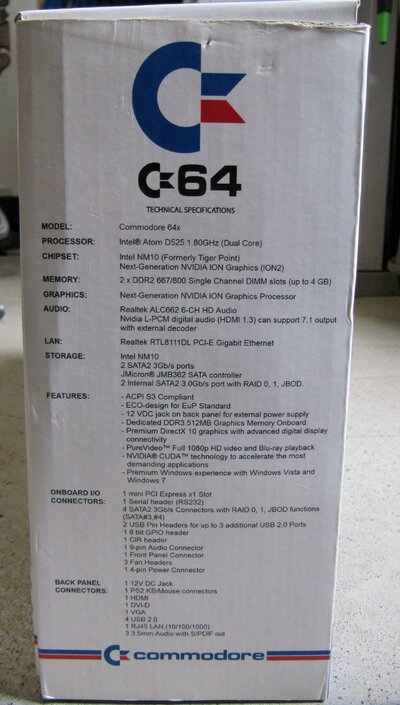 C=64
TECHNICAL SPECIFICATIONS
MODEL: Commodore 64x
PROCESSOR: Intel® Atom D525 1.80GHz (Dual Core)
CHIPSET: Intel NM10 (Formerly Tiger Point)
Next-Generation NVIDIA ION Graphics (ION2)
MEMORY: 2 x DDR2 667/800 Single Channel DIMM slots (up to 4 GB)
GRAPHICS: Next-Generation NVIDIA ION Graphics Processor
AUDIO: Realtek ALC662 6-CH HD Audio
Nvidia L-PCM digital audio (HDMI 1.3) can support 7.1 output
with external decoder
LAN: Realtek RTL8111DL PCI-E Gigabit Ethernet
STORAGE: Intel NM10
2 SATA2 3Gb/s ports
JMicron® JMB362 SATA controller
2 Internal SATA2 3.0Gb/s port with RAID 0, 1, JBOD.
FEATURES: - ACPI S3 Compliant
- ECO-design for EuP Standard
- 12 VDC jack on back panel for external power supply
- Dedicated DDR3 512MB Graphics Memory Onboard
- Premium DirectX 10 graphics with advanced digital display
connectivity
- PureVideo™ Full 1080p HD video and Blu-ray playback
- NVIDIA® CUDA™ technology to accelerate the most
demanding applications
- Premium Windows experience with Windows Vista and
Windows 7
ONBOARD I/O 1 mini PCI Express x1 Slot
CONNECTORS: 1 Serial header (RS232)
4 SATA2 3Gb/s Connectors with RAID 0, 1, JBOD functions
(SATA#3,#4)
2 USB Pin Headers for up to 3 additional USB 2.0 Ports
1 8 bit GPIO header
1 CIR header
1 9-pin Audio Connector
1 Front Panel Connector
3 Fan Headers
1 4-pin Power Connector
BACK PANEL 1 12V DC Jack
CONNECTORS: 1 PS2 KB/Mouse connectors
1 HDMI
1 DVI-D
1 VGA
4 USB 2.0
1 RJ45 LAN (10/100/1000)
3 3.5mm Audio with S/PDIF out
commodore